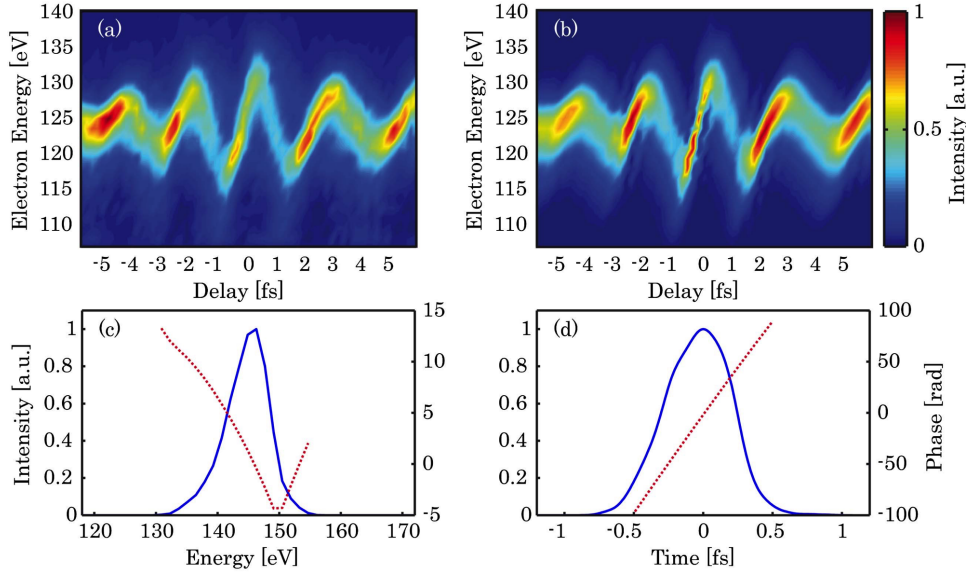 (a)
140
135
130
125
120
115
110
Electron Energy [eV]
-5 -4 -3 -2 -1 0 1 2 3 4 5
Delay [fs]
(b)
140
135
130
125
120
115
110
Electron Energy [eV]
-5 -4 -3 -2 -1 0 1 2 3 4 5
Delay [fs]
1
0.5
0
Intensity [a.u.]
(c)
1
0.8
0.6
0.4
0.2
0
Intensity [a.u.]
15
10
5
0
-5
120 130 140 150 160 170
Energy [eV]
(d)
1
0.8
0.6
0.4
0.2
0
100
50
0
-50
-100
Phase [rad]
-1 -0.5 0 0.5 1
Time [fs]